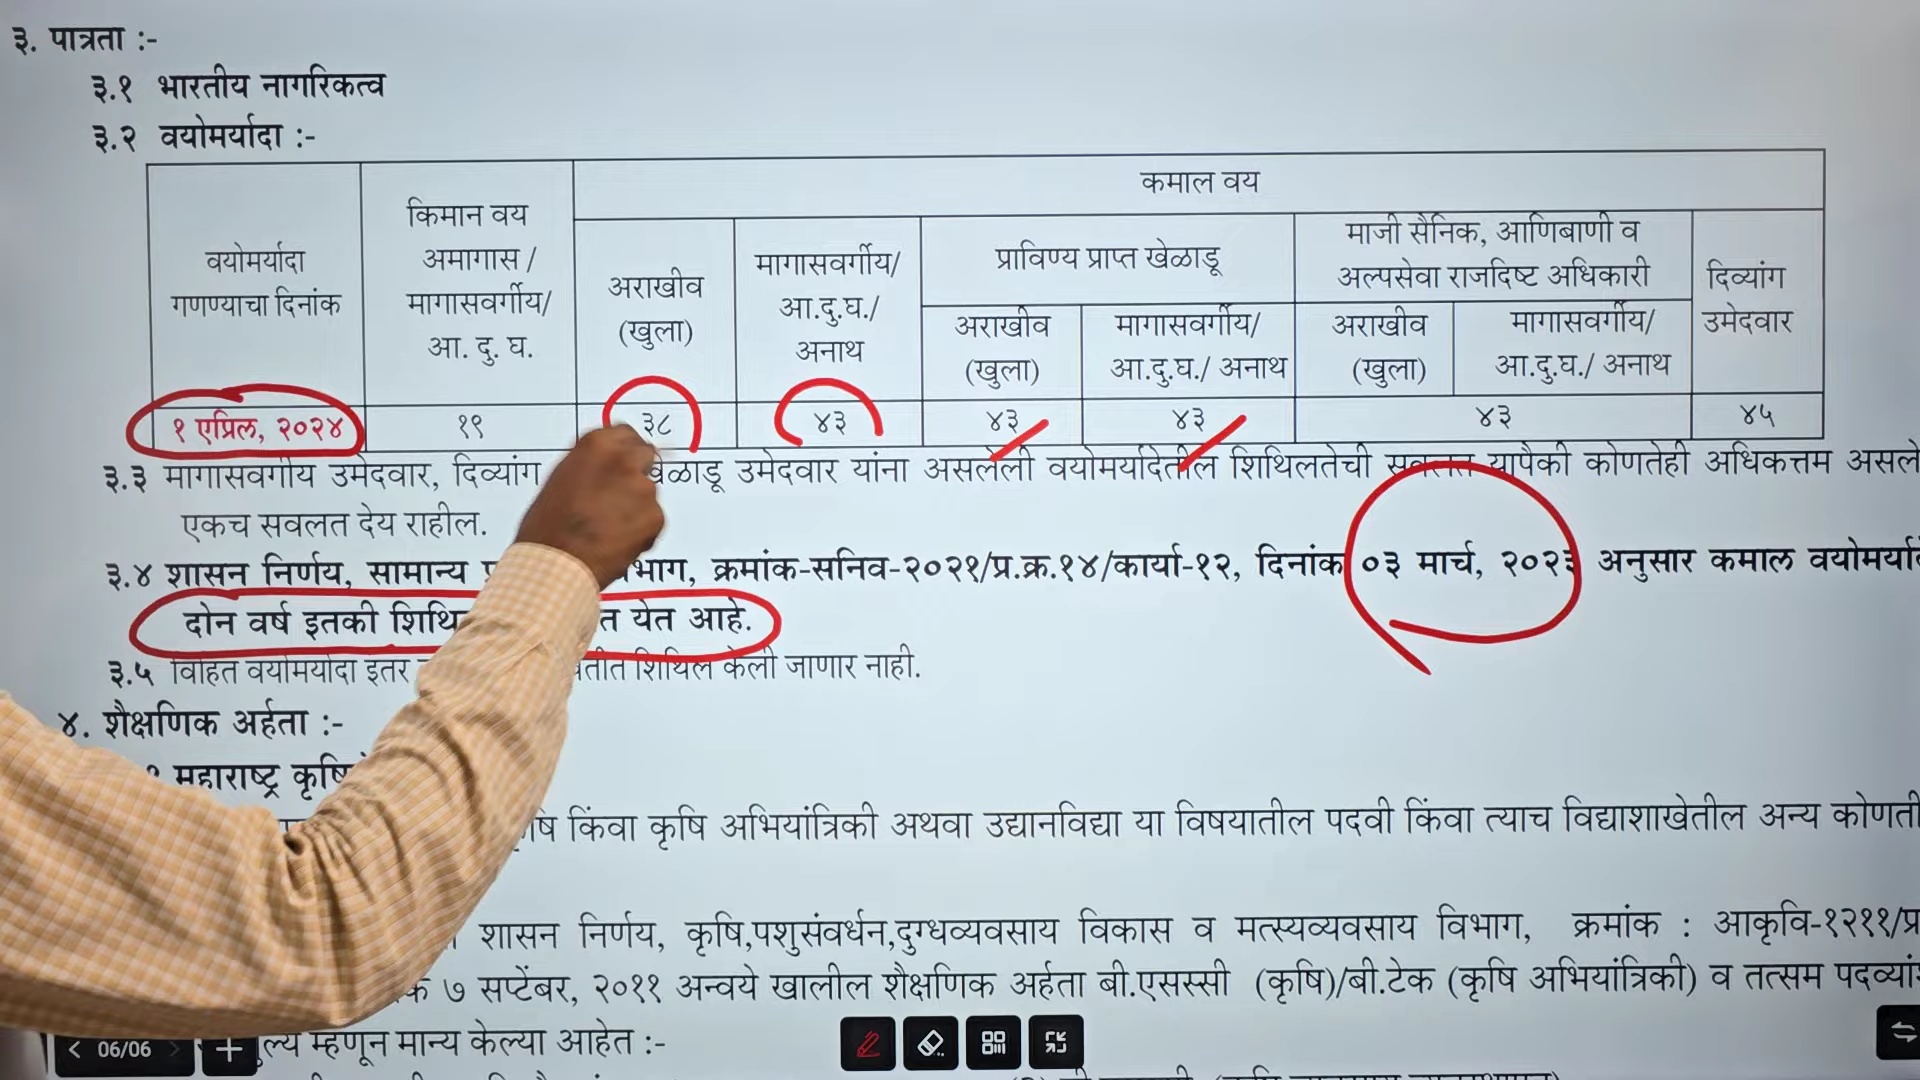 ३. पात्रता :-
३.१ भारतीय नागरिकत्व
३.२ वयोमर्यादा :-
कमाल वय
वयोमर्यादा
गणण्याचा दिनांक
किमान वय
अमागास /
मागासवर्गीय/
आ. दु. घ.
अराखीव
(खुला)
मागासवर्गीय/
आ.दु.घ./
अनाथ
प्राविण्य प्राप्त खेळाडू
माजी सैनिक, आणिबाणी व
अल्पसेवा राजदिष्ट अधिकारी
दिव्यांग
उमेदवार
अराखीव
(खुला)
मागासवर्गीय/
आ.दु.घ./ अनाथ
अराखीव
(खुला)
मागासवर्गीय/
आ.दु.घ./ अनाथ
१ एप्रिल, २०२४ १९ ३८ ४३ ४३ ४३ ४३ ४५
३.३ मागासवर्गीय उमेदवार, दिव्यांग खेळाडू उमेदवार यांना असलेली वयोमर्यादेतील शिथिलतेची सवलत यापैकी कोणतेही अधिकत्तम असले
एकच सवलत देय राहील.
३.४ शासन निर्णय, सामान्य भाग, क्रमांक-सनिव-२०२१/प्र.क्र.१४/कार्या-१२, दिनांक ०३ मार्च, २०२३ अनुसार कमाल
दोन वर्ष इतकी येत आहे.
३.५ विहित वयोमर्यादा इतर शिथिल केली जाणार नाही.
४. शैक्षणिक अर्हता :-
महाराष्ट्र
किंवा कृषि अभियांत्रिकी अथवा उद्यानविद्या या विषयातील पदवी किंवा त्याच विद्याशाखेतील अन्य कोणती
शासन निर्णय, कृषि,पशुसंवर्धन,दुग्धव्यवसाय विकास व मत्स्यव्यवसाय विभाग, क्रमांक : आकृवि-१२११/प्र
७ सप्टेंबर, २०११ अन्वये खालील शैक्षणिक अर्हता बी.एसस्सी (कृषि)/बी.टेक (कृषि अभियांत्रिकी) व तत्सम
म्हणून मान्य केल्या आहेत :-
< 06/06 > +